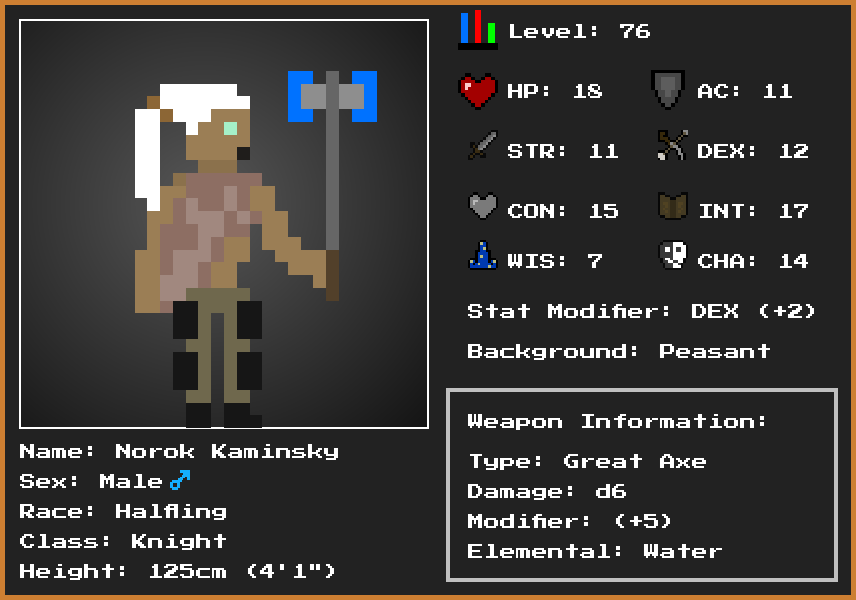 Level: 76
HP: 18
AC: 11
STR: 11
DEX: 12
CON: 15
INT: 17
WIS: 7
CHA: 14
Stat Modifier: DEX (+2)
Background: Peasant
Weapon Information:
Type: Great Axe
Damage: d6
Modifier: (+5)
Elemental: Water
Name: Norok Kaminsky
Sex: Male♂
Race: Halfling
Class: Knight
Height: 125cm (4'1")